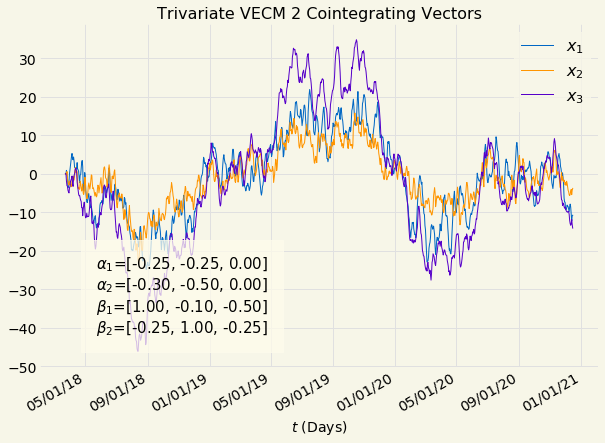 Trivariate VECM 2 Cointegrating Vectors
x₁
x₂
x₃
30
20
10
0
−10
−20
−30
−40
−50
α₁=[-0.25, -0.25, 0.00]
α₂=[-0.30, -0.50, 0.00]
β₁=[1.00, -0.10, -0.50]
β₂=[-0.25, 1.00, -0.25]
05/01/18 09/01/18 01/01/19 05/01/19 09/01/19 01/01/20 05/01/20 09/01/20 01/01/21
t (Days)